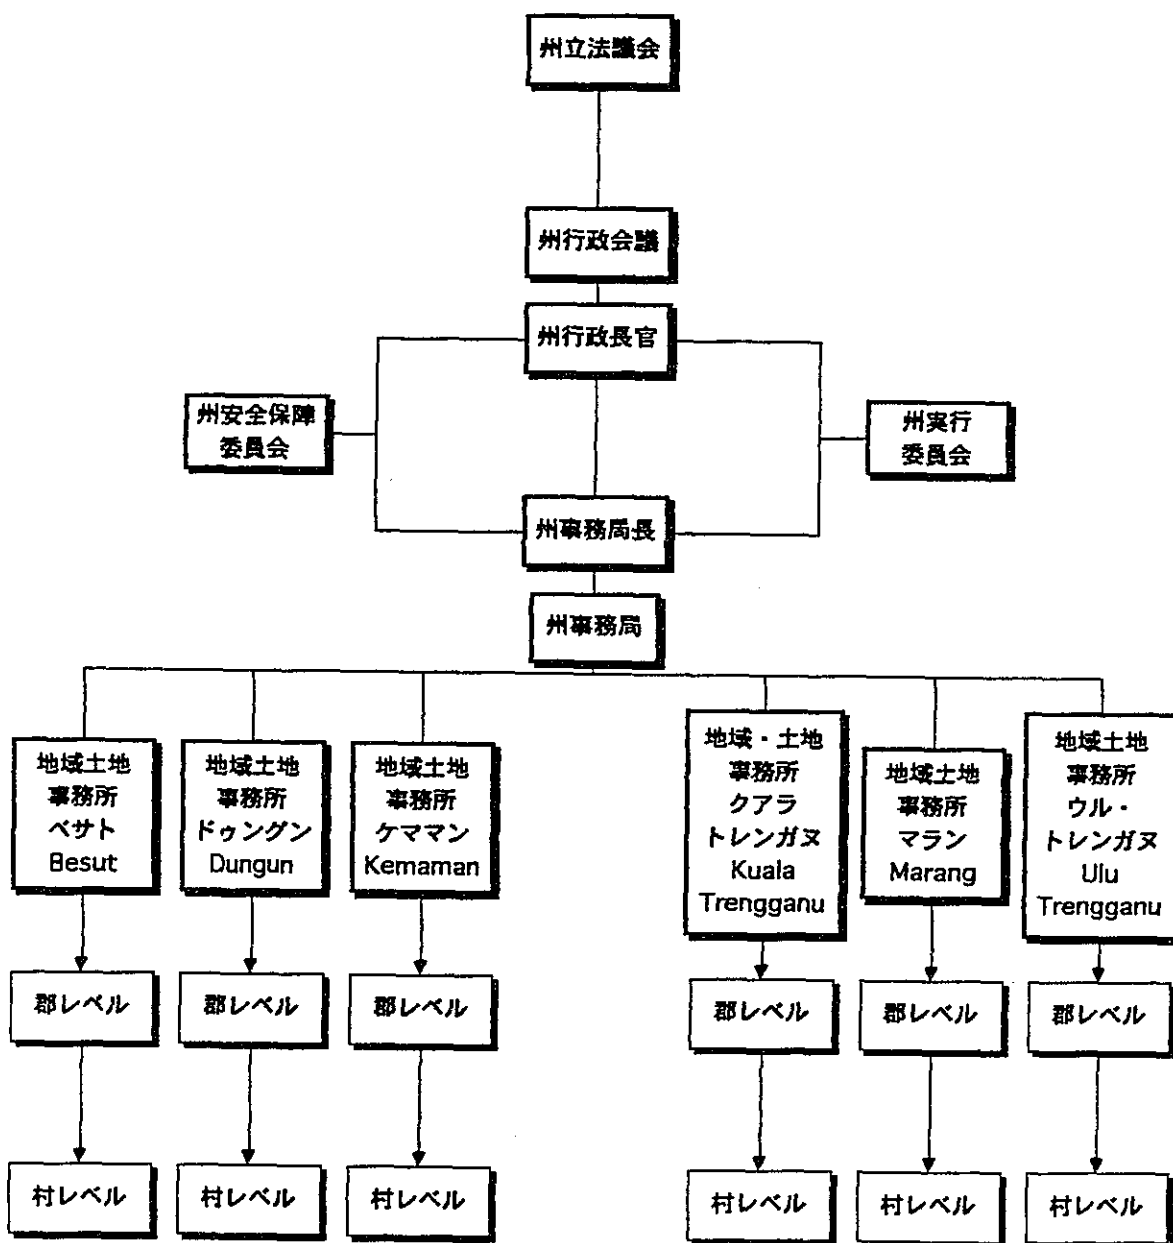 州立法議会
州行政会議
州行政長官
州安全保障
委員会
州実行
委員会
州事務局長
州事務局
地域土地
事務所
ベサト
Besut
地域土地
事務所
ドゥングン
Dungun
地域土地
事務所
ケママン
Kemaman
地域・土地
事務所
クアラ
トレンガヌ
Kuala
Trengganu
地域土地
事務所
マラン
Marang
地域土地
事務所
ウル・
トレンガヌ
Ulu
Trengganu
郡レベル
郡レベル
郡レベル
郡レベル
郡レベル
郡レベル
村レベル
村レベル
村レベル
村レベル
村レベル
村レベル